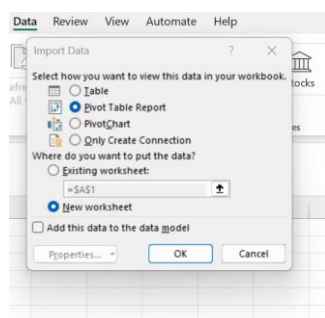 Data Review View Automate Help
Import Data ? ×
Select how you want to view this data in your workbook.
Table
Pivot Table Report
PivotChart
Only Create Connection
Where do you want to put the data?
Existing worksheet:
=$A$1
New worksheet
Add this data to the data model
Properties... OK Cancel